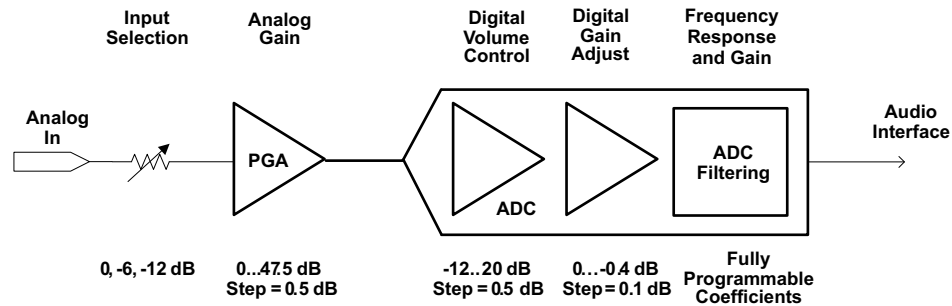 Input
Selection
Analog
Gain
Digital
Volume
Control
Digital
Gain
Adjust
Frequency
Response
and Gain
Analog
In
PGA
ADC
ADC
Filtering
Audio
Interface
0, -6, -12 dB
0...47.5 dB
Step = 0.5 dB
-12..20 dB
Step = 0.5 dB
0...-0.4 dB
Step = 0.1 dB
Fully
Programmable
Coefficients